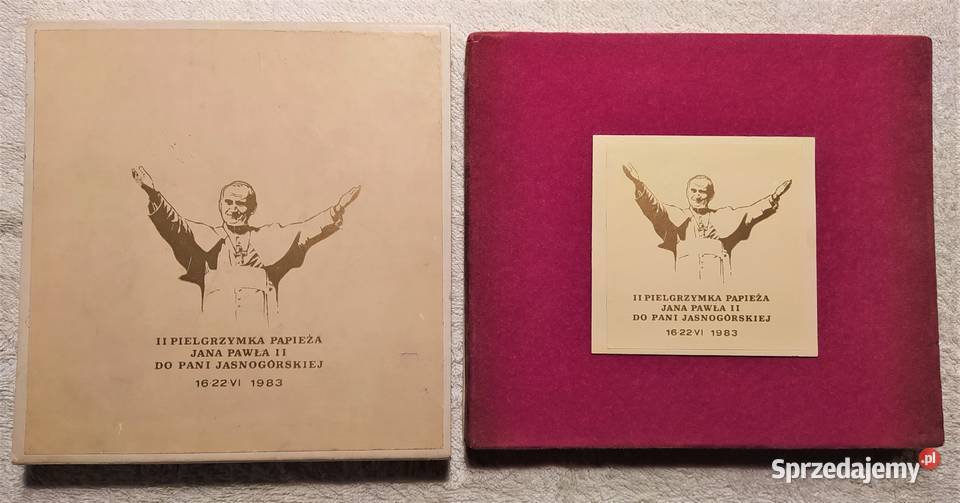 II PIELGRZYMKA PAPIEŻA
JANA PAWŁA II
DO PANI JASNOGÓRSKIEJ
16·22·VI 1983
II PIELGRZYMKA PAPIEŻA
JANA PAWŁA II
DO PANI JASNOGÓRSKIEJ
16·22·VI 1983
Sprzedajemy.pl